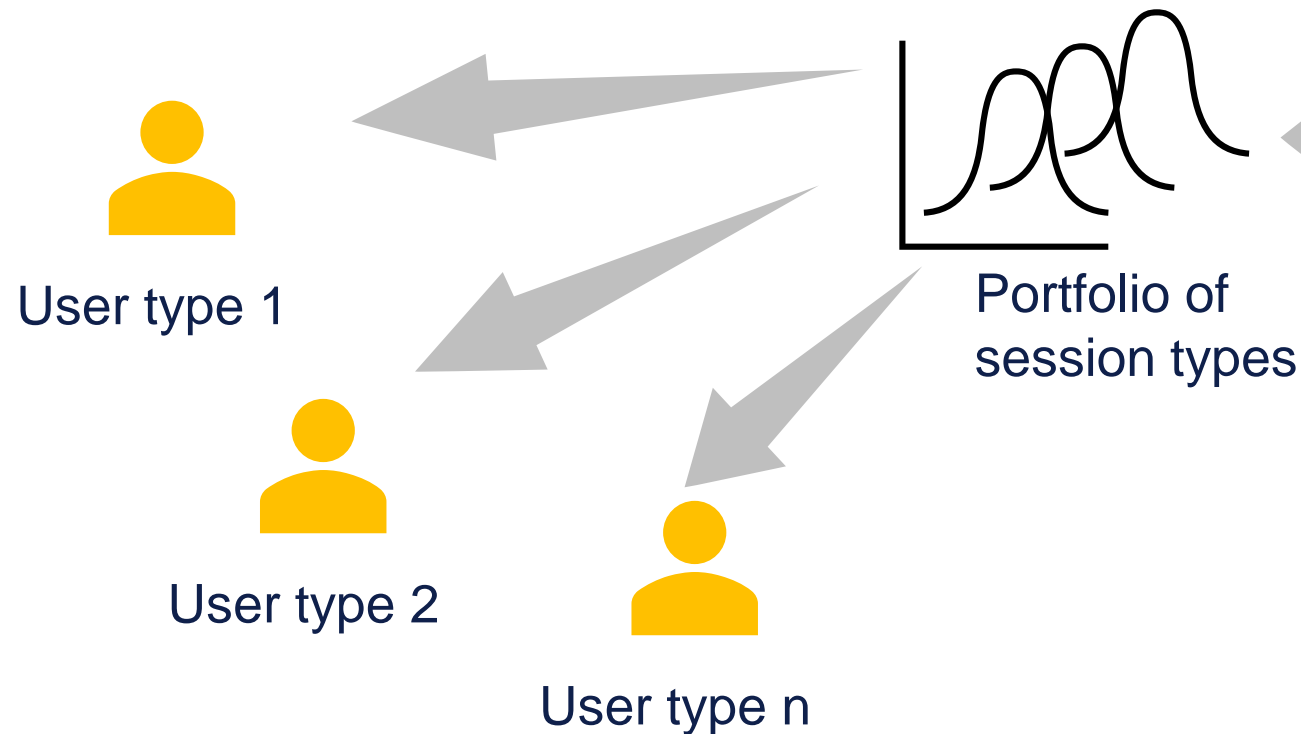 User type 1
Portfolio of
session types
User type 2
User type n